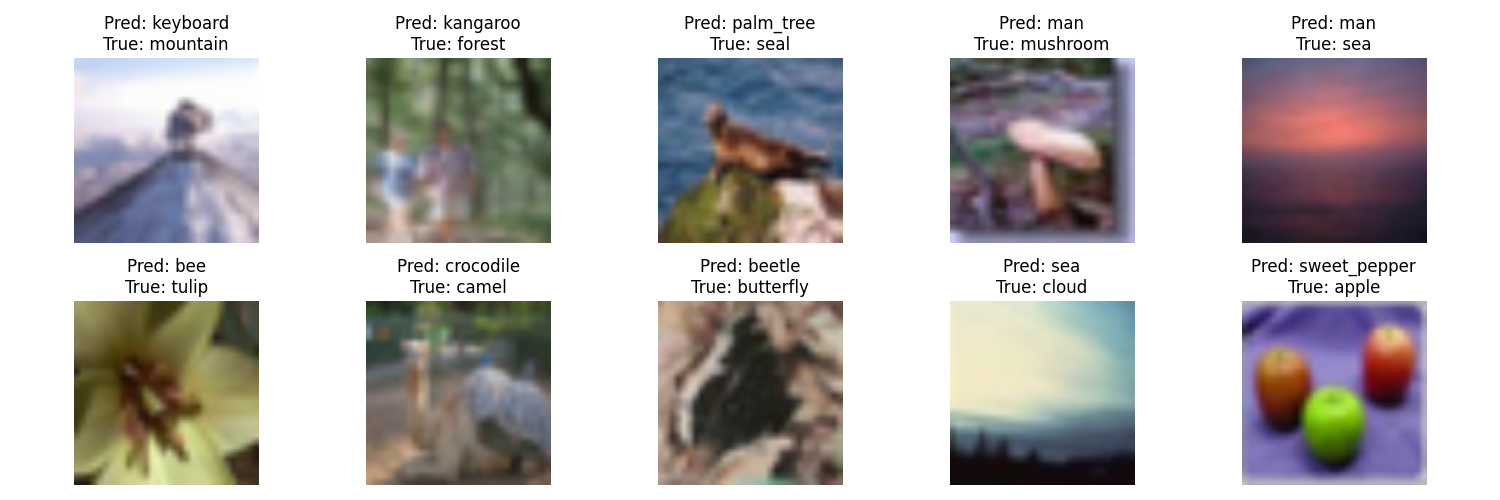 Pred: keyboard
True: mountain
Pred: kangaroo
True: forest
Pred: palm_tree
True: seal
Pred: man
True: mushroom
Pred: man
True: sea
Pred: bee
True: tulip
Pred: crocodile
True: camel
Pred: beetle
True: butterfly
Pred: sea
True: cloud
Pred: sweet_pepper
True: apple